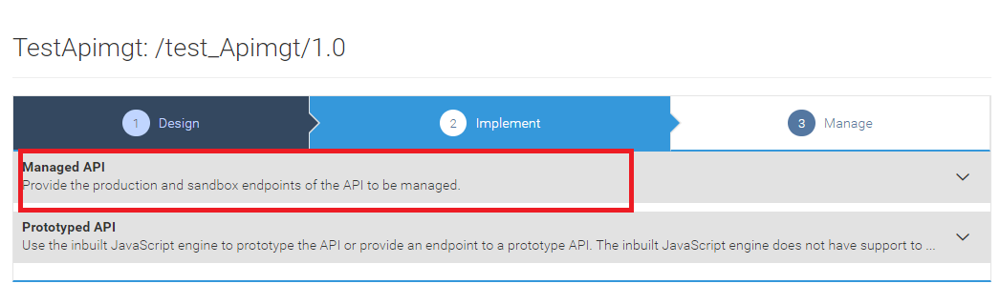 TestApimgt: /test_Apimgt/1.0
1 Design 2 Implement 3 Manage
Managed API
Provide the production and sandbox endpoints of the API to be managed.
Prototyped API
Use the inbuilt JavaScript engine to prototype the API or provide an endpoint to a prototype API. The inbuilt JavaScript engine does not have support to ...